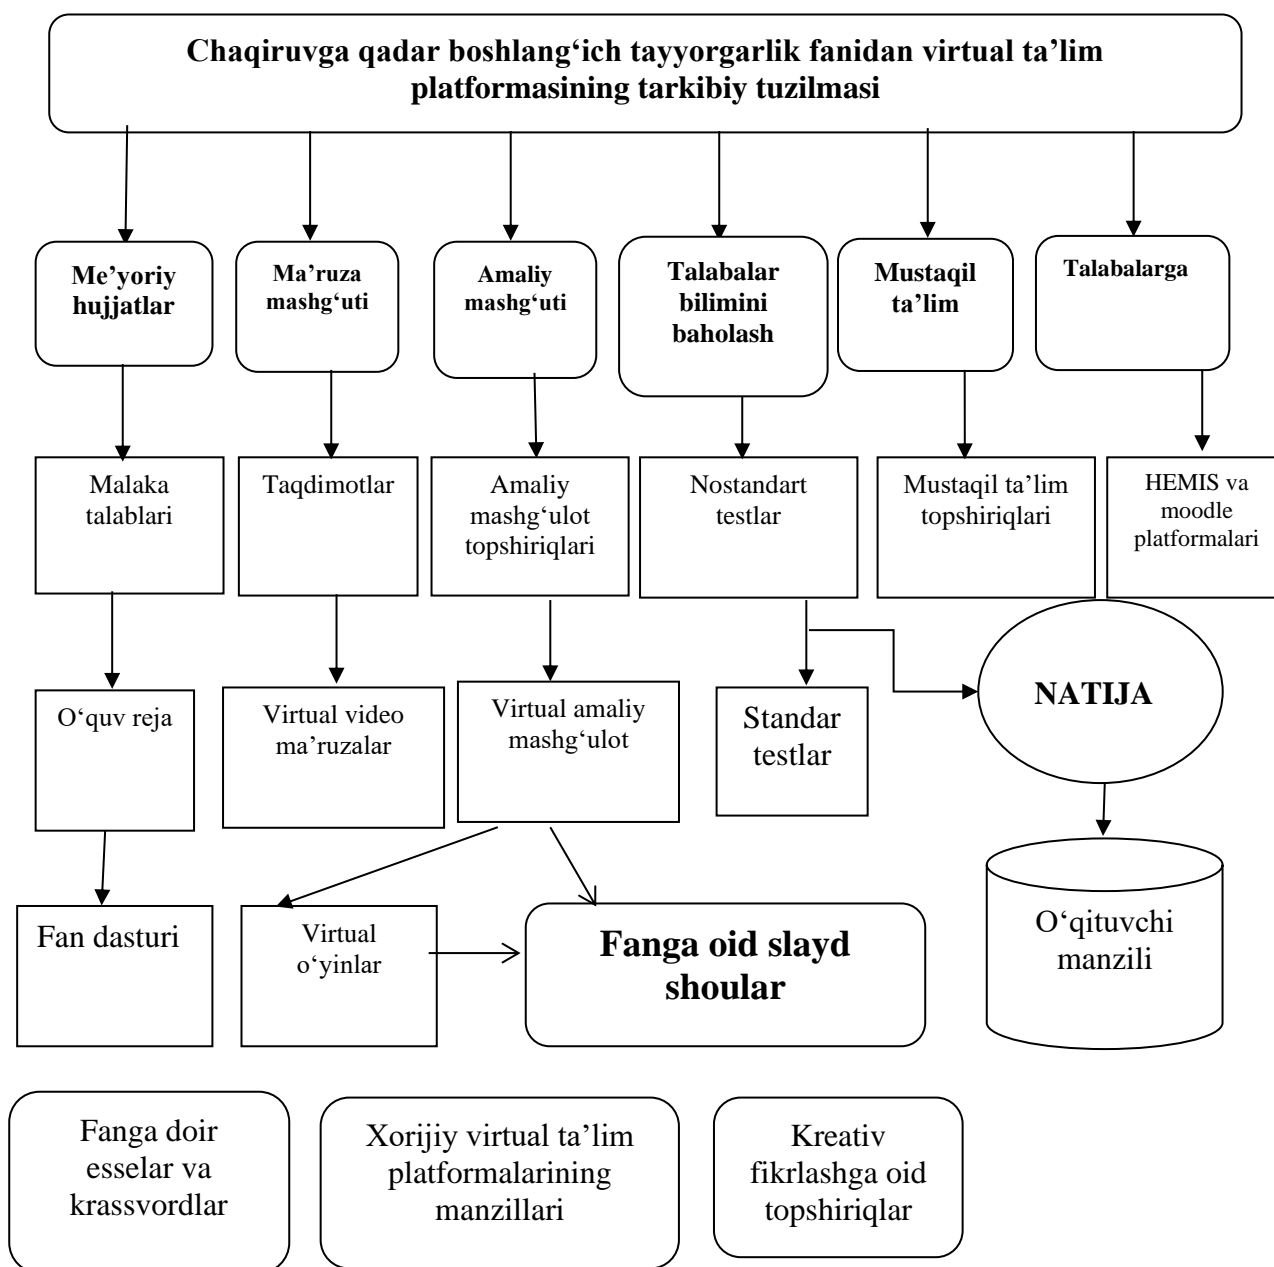 Chaqiruvga qadar boshlang‘ich tayyorgarlik fanidan virtual ta’lim
platformasining tarkibiy tuzilmasi
Me’yoriy
hujjatlar
Ma’ruza
mashg‘uti
Amaliy
mashg‘uti
Talabalar
bilimini
baholash
Mustaqil
ta’lim
Talabalarga
Malaka
talablari
Taqdimotlar
Amaliy
mashg‘ulot
topshiriqlari
Nostandart
testlar
Mustaqil ta’lim
topshiriqlari
HEMIS va
moodle
platformalari
O‘quv reja
Virtual video
ma’ruzalar
Virtual amaliy
mashg‘ulot
Standar
testlar
NATIJA
Fan dasturi
Virtual
o‘yinlar
Fanga oid slayd
shoular
O‘qituvchi
manzili
Fanga doir
esselar va
krassvordlar
Xorijiy virtual ta’lim
platformalarining
manzillari
Kreativ
fikrlashga oid
topshiriqlar